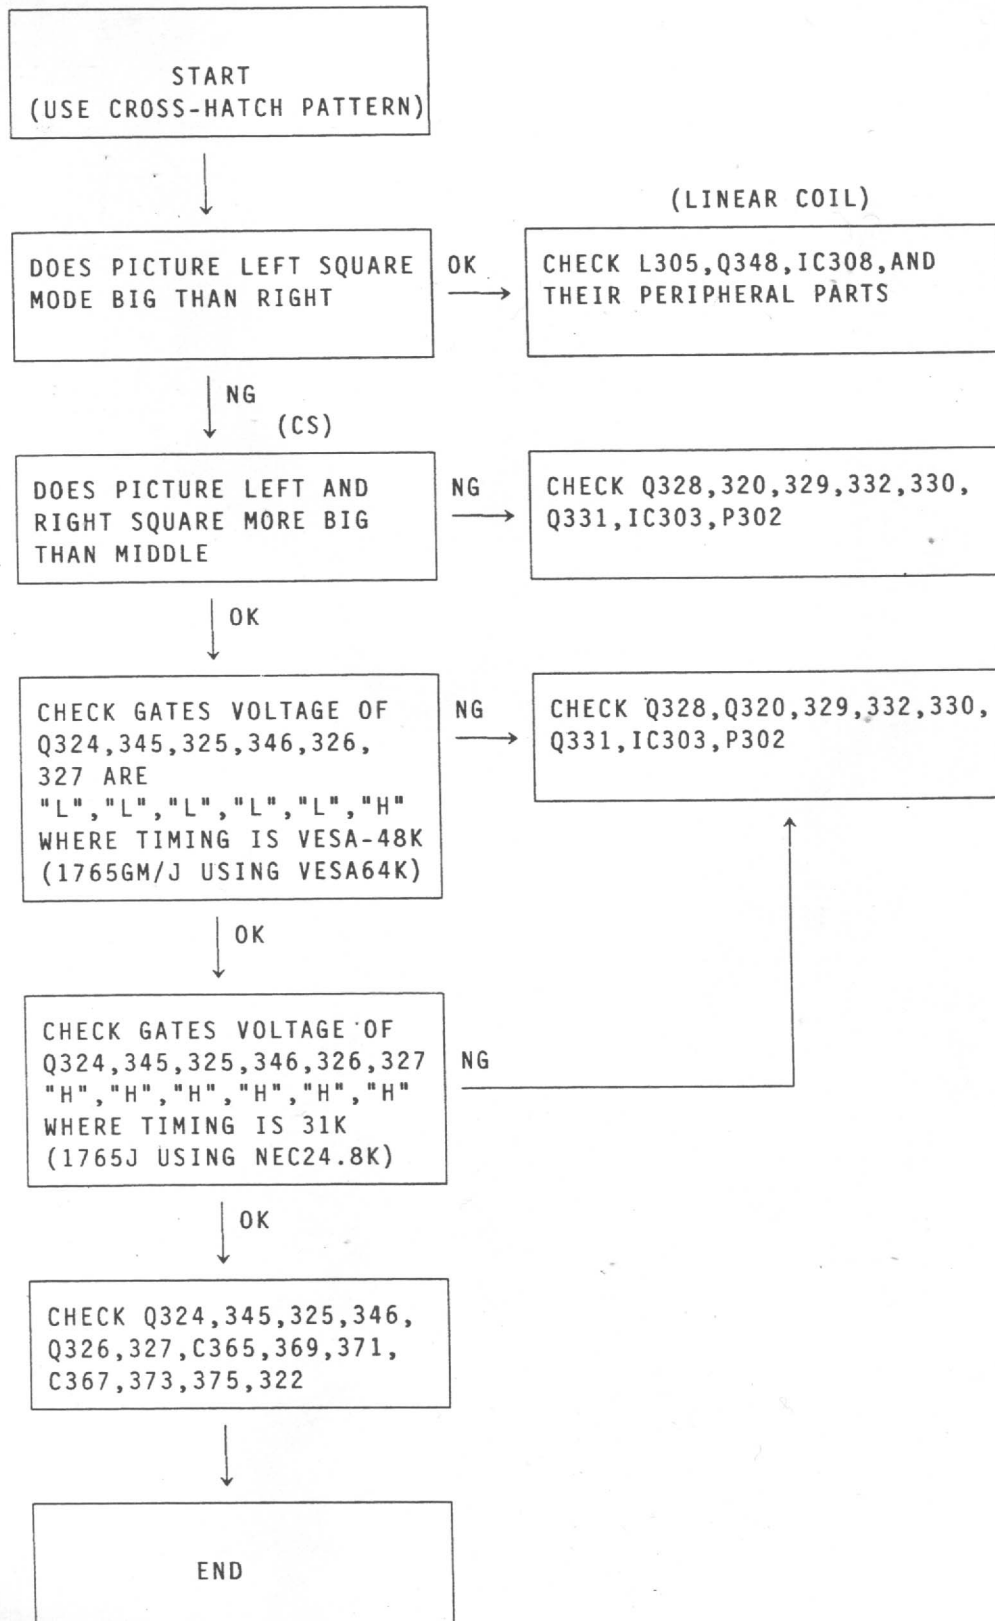 START
(USE CROSS-HATCH PATTERN)
(LINEAR COIL)
DOES PICTURE LEFT SQUARE
MODE BIG THAN RIGHT
OK
CHECK L305,Q348,IC308,AND
THEIR PERIPHERAL PARTS
NG
(CS)
DOES PICTURE LEFT AND
RIGHT SQUARE MORE BIG
THAN MIDDLE
NG
CHECK Q328,320,329,332,330,
Q331,IC303,P302
OK
CHECK GATES VOLTAGE OF
Q324,345,325,346,326,
327 ARE
"L","L","L","L","L","H"
WHERE TIMING IS VESA-48K
(1765GM/J USING VESA64K)
NG
CHECK Q328,Q320,329,332,330,
Q331,IC303,P302
OK
CHECK GATES VOLTAGE OF
Q324,345,325,346,326,327
"H","H","H","H","H","H"
WHERE TIMING IS 31K
(1765J USING NEC24.8K)
NG
OK
CHECK Q324,345,325,346,
Q326,327,C365,369,371,
C367,373,375,322
END